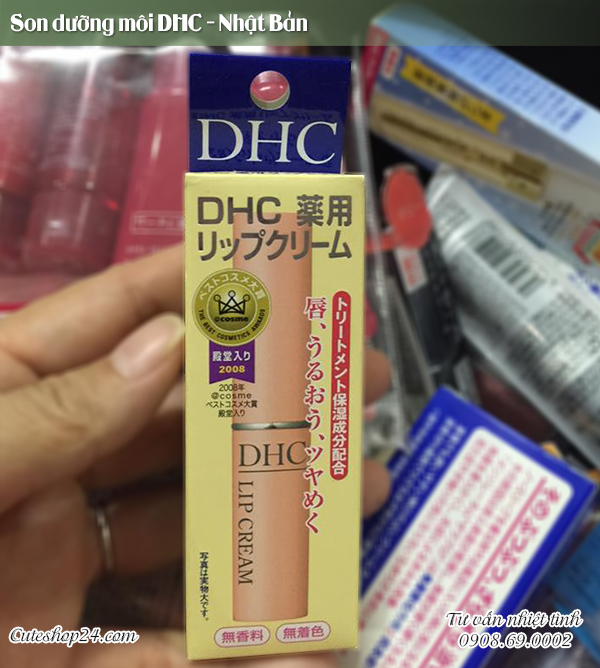 Son dưỡng môi DHC - Nhật Bản
DHC
DHC 薬用
リップクリーム
ベストコスメ大賞
@cosme
THE BEST COSMETICS AWARDS
殿堂入り
2008
2008年
@cosme
ベストコスメ大賞
殿堂入り
トリートメント保湿成分配合
唇、うるおう、ツヤめく
DHC
LIP CREAM
写真は実物大です。
無香料
無着色
Cuteshop24.com
Tư vấn nhiệt tình
0908.69.0002